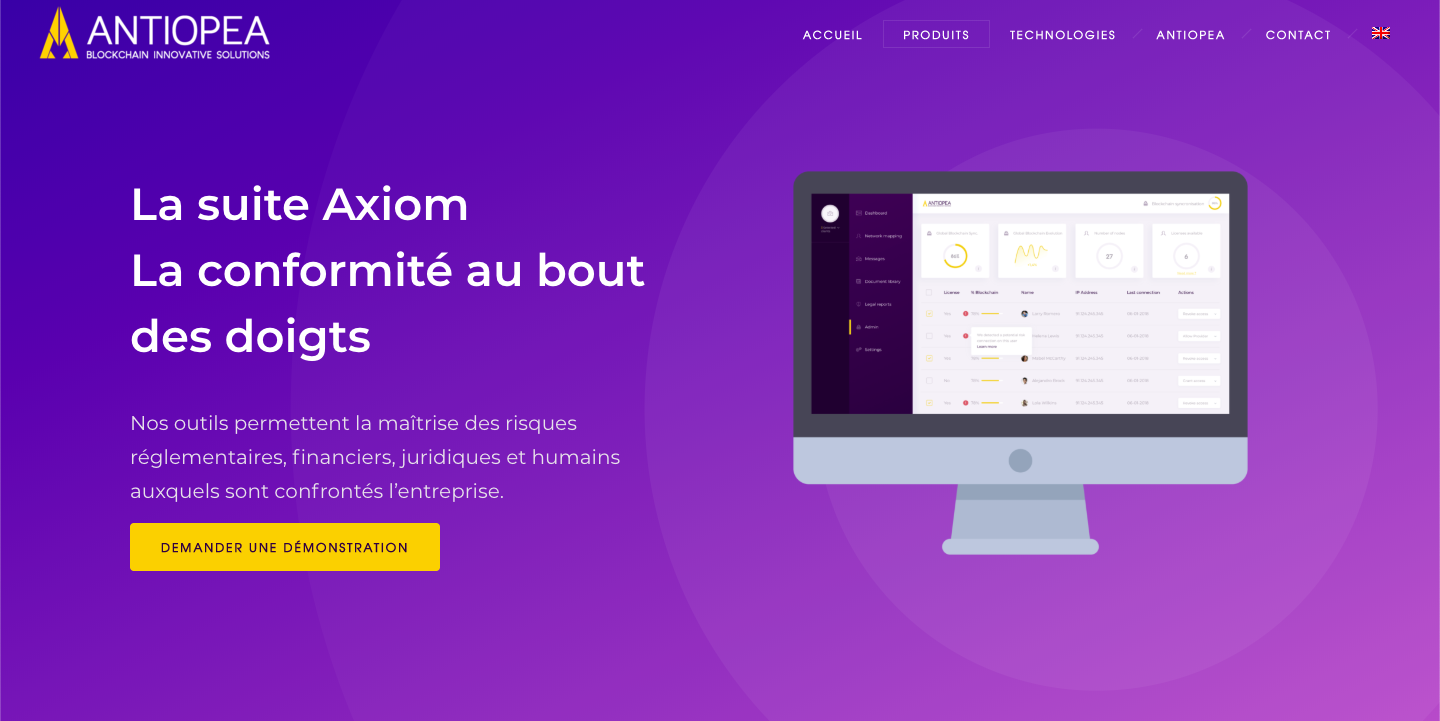 ANTIOPEA
BLOCKCHAIN INNOVATIVE SOLUTIONS
ACCUEIL
PRODUITS
TECHNOLOGIES
ANTIOPEA
CONTACT
La suite Axiom
La conformité au bout
des doigts
Nos outils permettent la maîtrise des risques
réglementaires, financiers, juridiques et humains
auxquels sont confrontés l’entreprise.
DEMANDER UNE DÉMONSTRATION
ANTIOPEA
Dashboard
Network mapping
Messages
Document library
Legal reports
Admin
Settings
27
6
License
% Blockchain
Name
IP Address
Last connection
Actions
Learn more